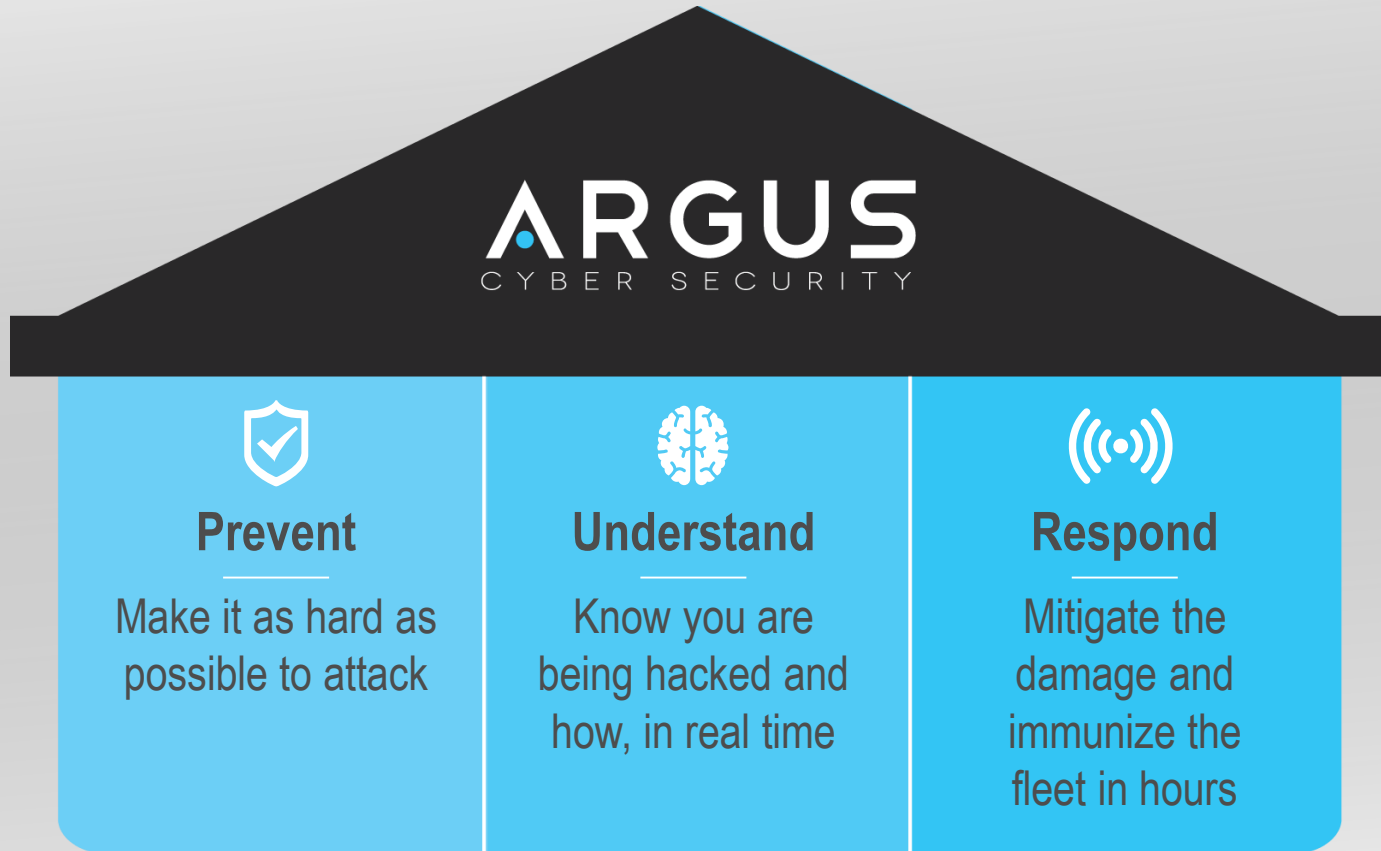 ARGUS
CYBER SECURITY
Prevent
Make it as hard as
possible to attack
Understand
Know you are
being hacked and
how, in real time
Respond
Mitigate the
damage and
immunize the
fleet in hours